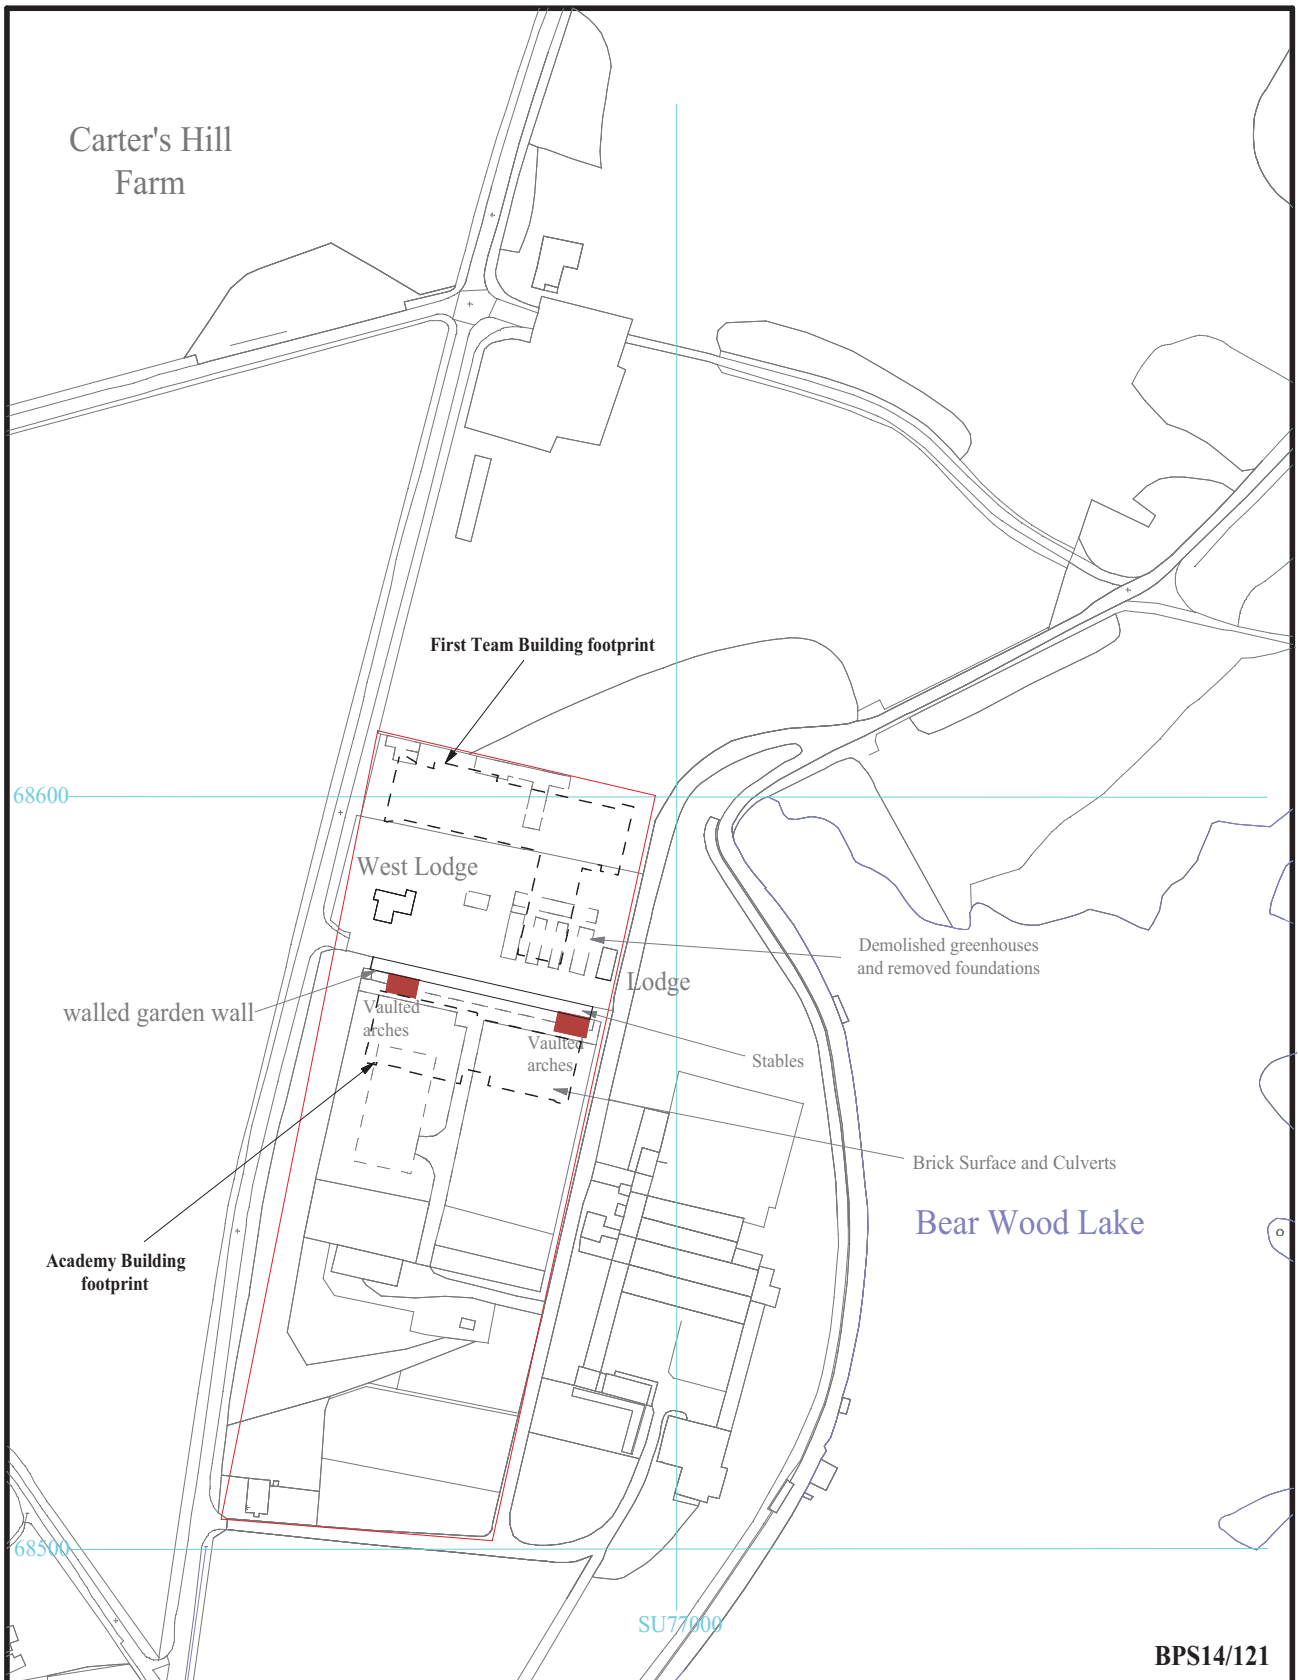 Carter's Hill
Farm
First Team Building footprint
68600
West Lodge
Demolished greenhouses
and removed foundations
Lodge
walled garden wall
Vaulted
arches
Vaulted
arches
Stables
Brick Surface and Culverts
Bear Wood Lake
Academy Building
footprint
68500
SU77000
BPS14/121